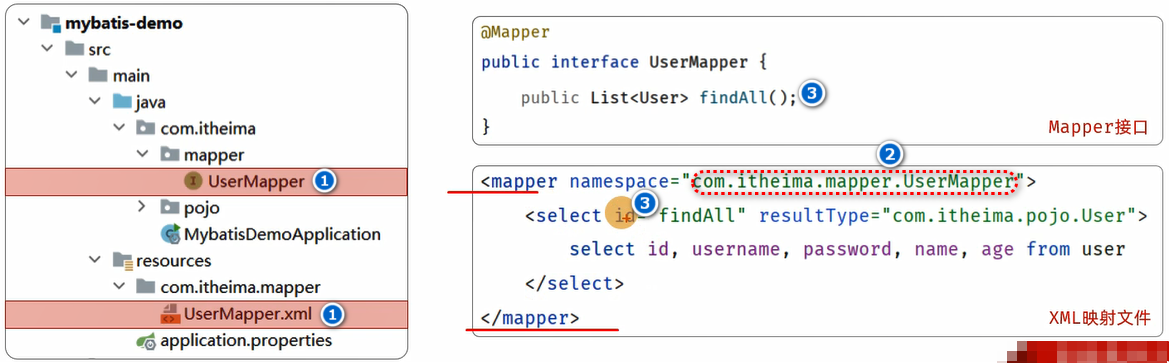 mybatis-demo
src
main
java
com.itheima
mapper
I UserMapper 1
pojo
MybatisDemoApplication
resources
com.itheima.mapper
UserMapper.xml 1
application.properties
@Mapper
public interface UserMapper {
public List<User> findAll(); 3
}
Mapper接口
2
<mapper namespace="com.itheima.mapper.UserMapper">
3
<select id="findAll" resultType="com.itheima.pojo.User">
select id, username, password, name, age from user
</select>
</mapper>
XML映射文件